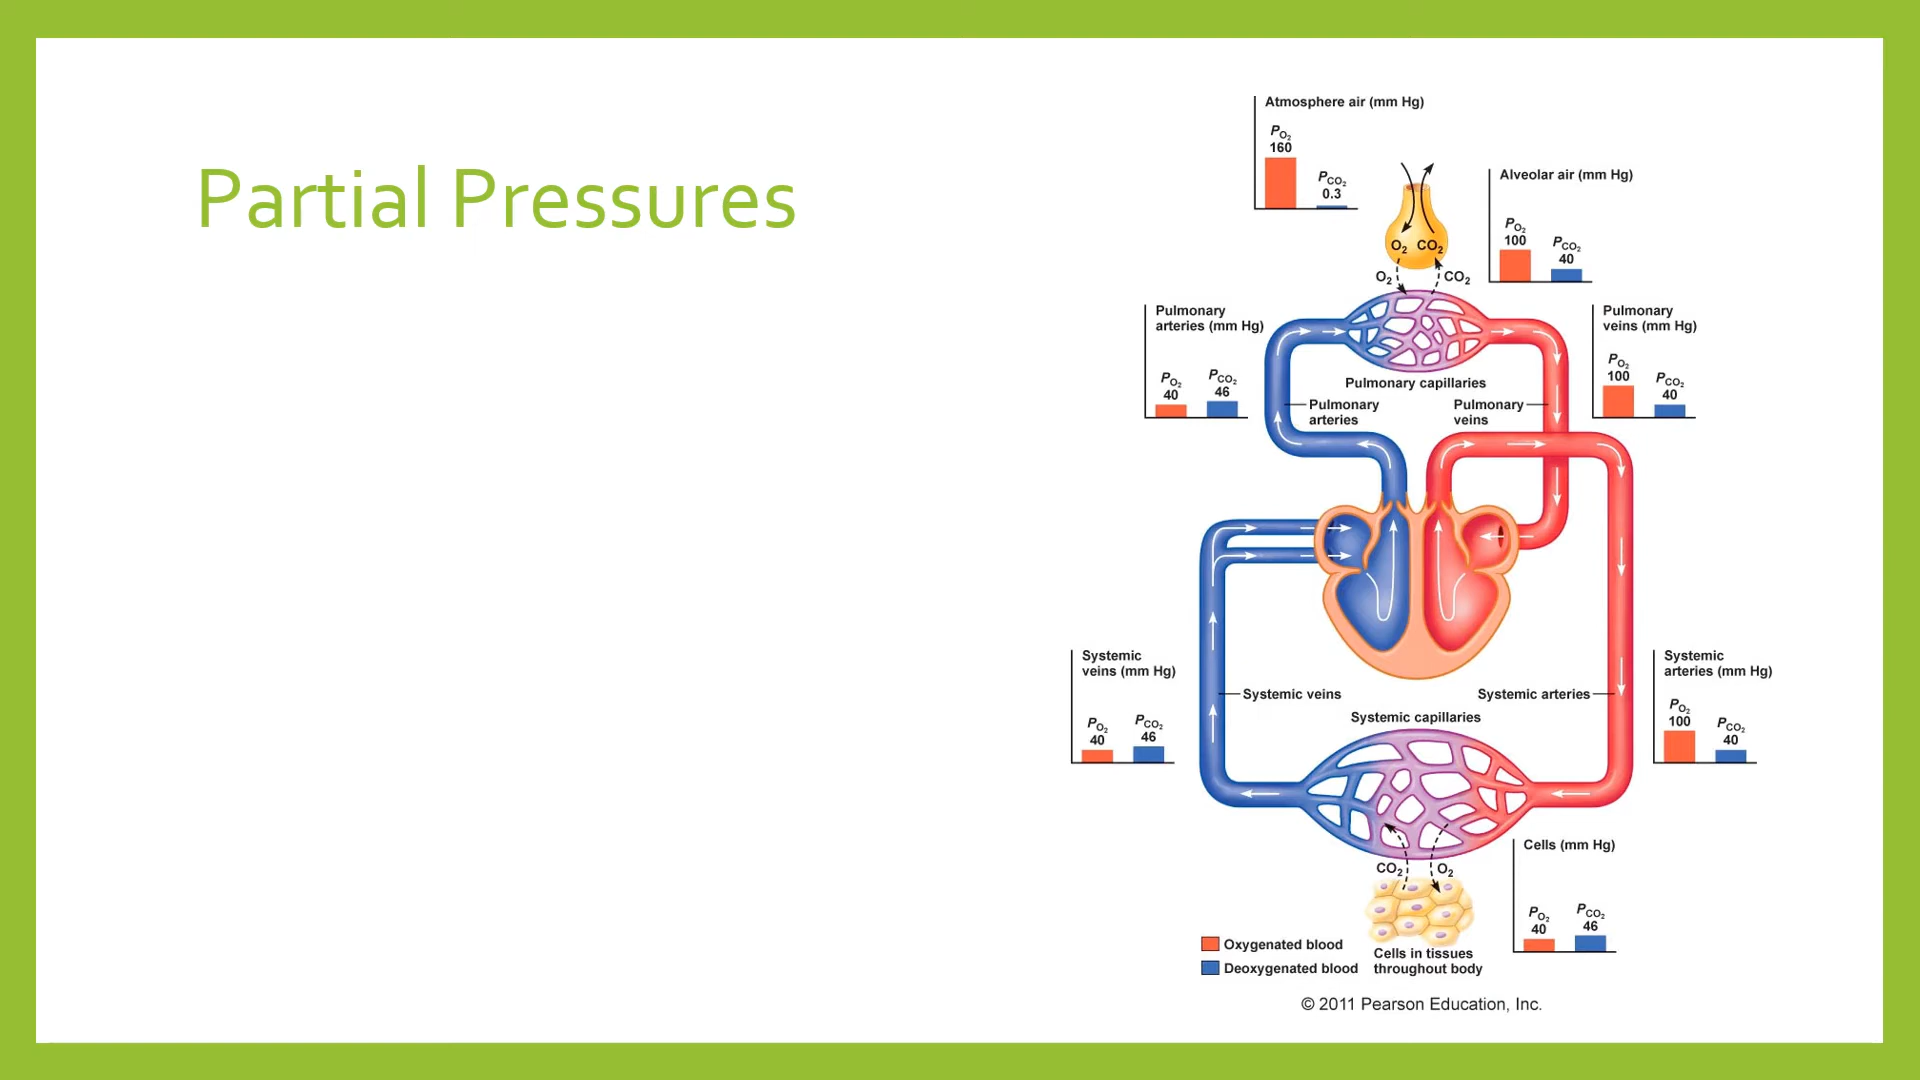 Partial Pressures
Atmosphere air (mm Hg)
PO2
160
PCO2
0.3
Alveolar air (mm Hg)
PO2
100
PCO2
40
O2 CO2
O2 CO2
Pulmonary
arteries (mm Hg)
PO2
40
PCO2
46
Pulmonary
veins (mm Hg)
PO2
100
PCO2
40
Pulmonary capillaries
Pulmonary
arteries
Pulmonary
veins
Systemic
veins (mm Hg)
PO2
40
PCO2
46
Systemic veins
Systemic arteries
Systemic capillaries
Systemic
arteries (mm Hg)
PO2
100
PCO2
40
CO2 O2
Cells (mm Hg)
PO2
40
PCO2
46
Oxygenated blood
Deoxygenated blood
Cells in tissues
throughout body
© 2011 Pearson Education, Inc.